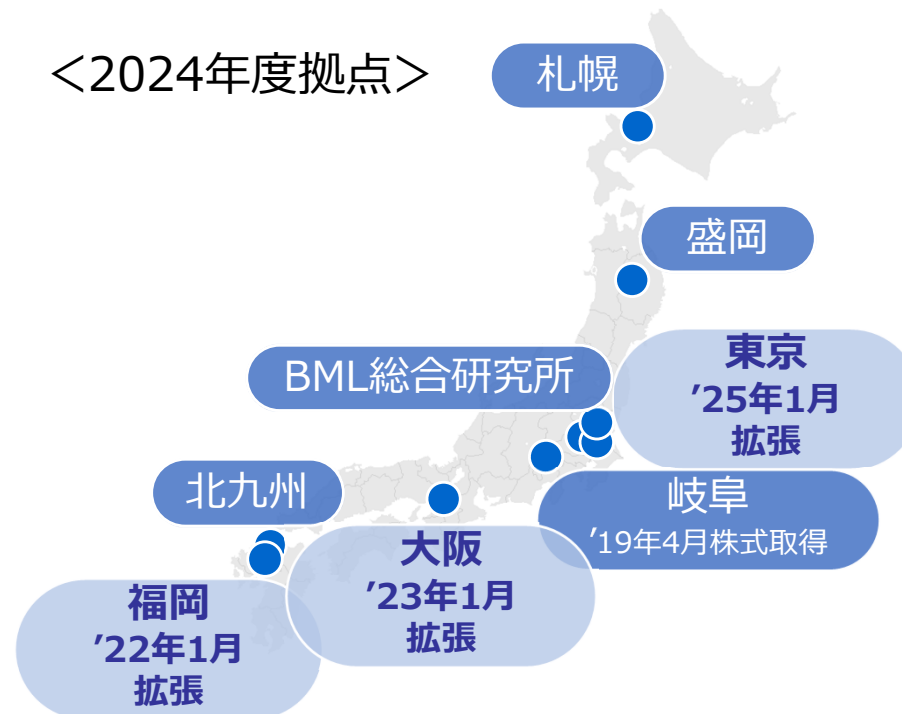 ＜2024年度拠点＞
札幌
盛岡
東京
’25年1月
拡張
BML総合研究所
岐阜
’19年4月株式取得
北九州
大阪
’23年1月
拡張
福岡
’22年1月
拡張